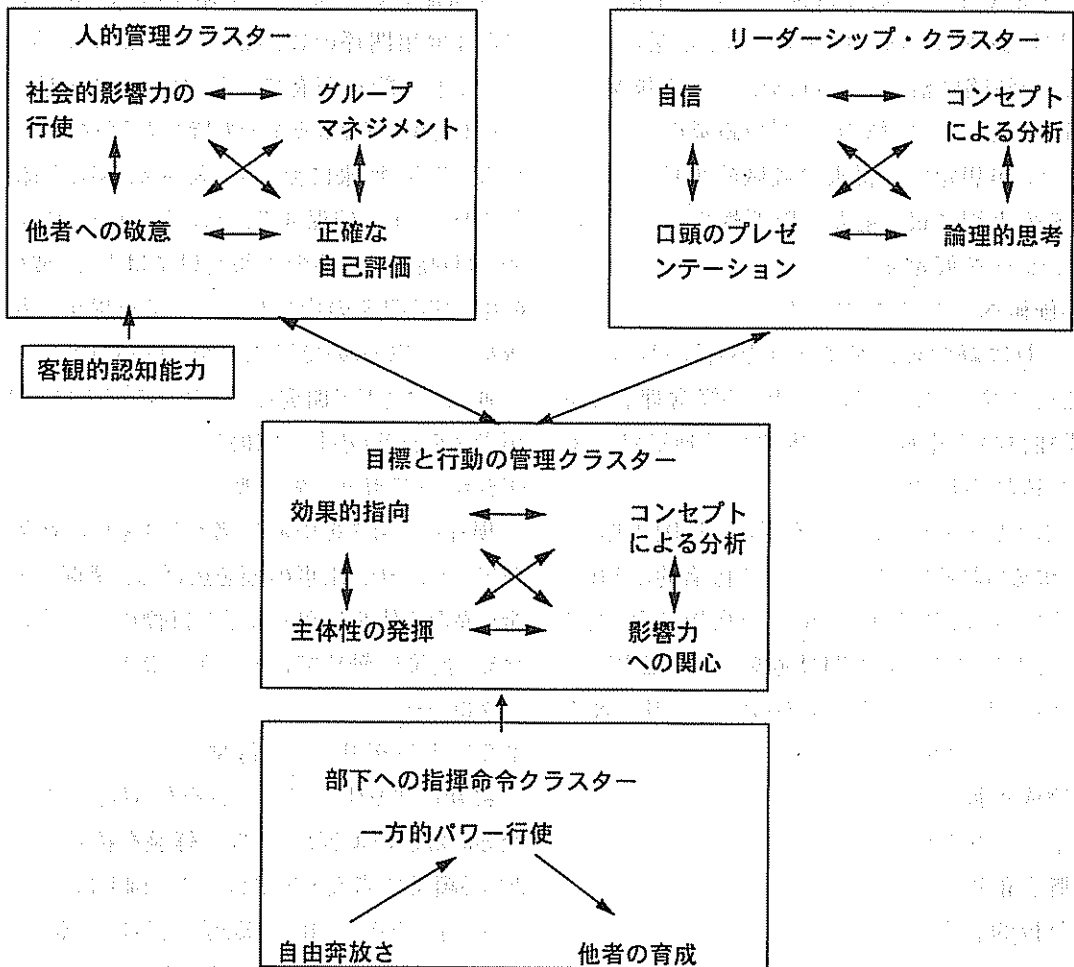 人的管理クラスター
社会的影響力の
行使
グループ
マネジメント
他者への敬意
正確な
自己評価
リーダーシップ・クラスター
自信
コンセプト
による分析
口頭のプレゼ
ンテーション
論理的思考
客観的認知能力
目標と行動の管理クラスター
効果的指向
コンセプト
による分析
主体性の発揮
影響力
への関心
部下への指揮命令クラスター
一方的パワー行使
自由奔放さ
他者の育成